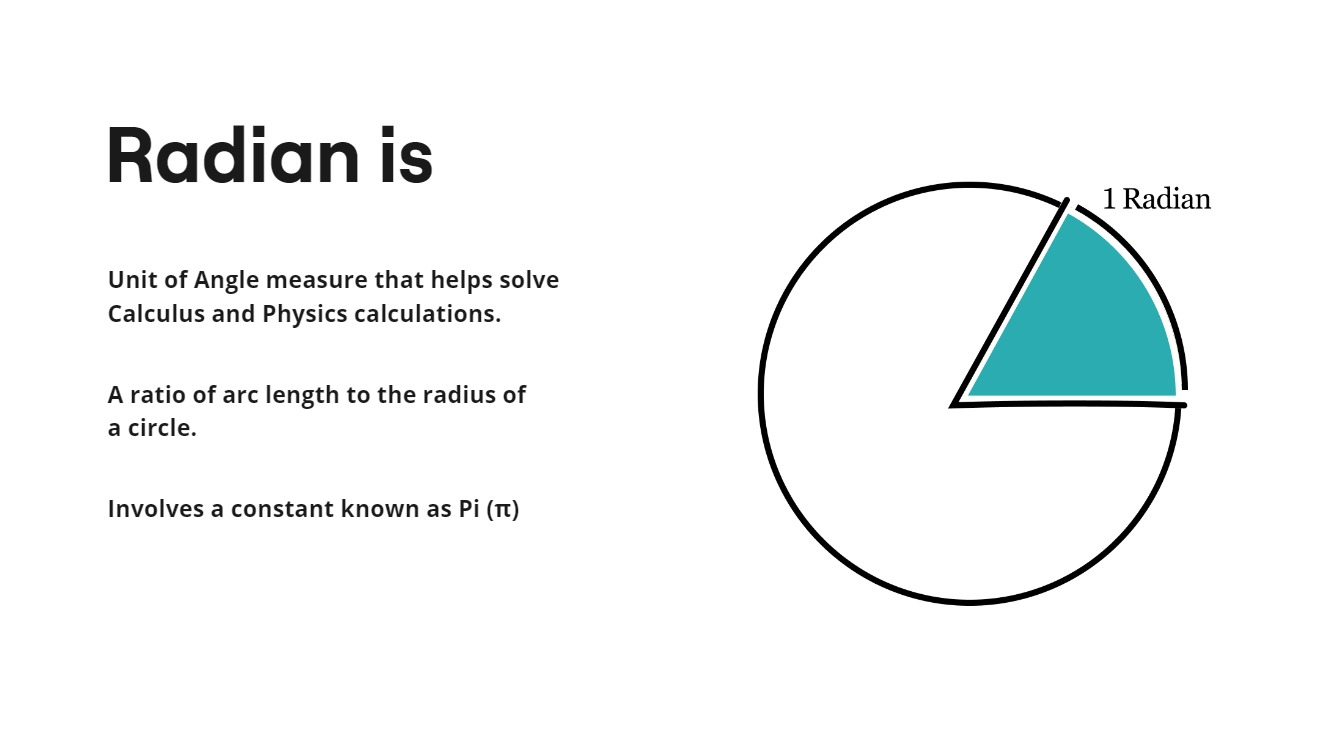 Radian is
Unit of Angle measure that helps solve
Calculus and Physics calculations.
A ratio of arc length to the radius of
a circle.
Involves a constant known as Pi (π)
1 Radian